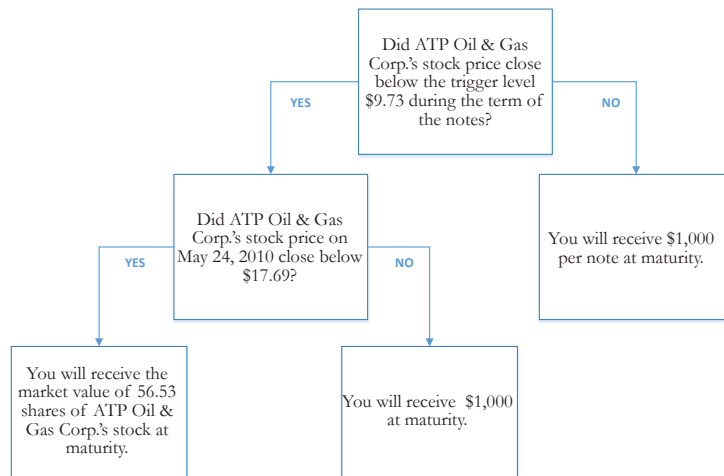 Did ATP Oil & Gas
Corp.'s stock price close
below the trigger level
$9.73 during the term of
the notes?
YES
NO
Did ATP Oil & Gas
Corp.'s stock price on
May 24, 2010 close below
$17.69?
You will receive $1,000
per note at maturity.
YES
NO
You will receive the
market value of 56.53
shares of ATP Oil &
Gas Corp.'s stock at
maturity.
You will receive $1,000
at maturity.